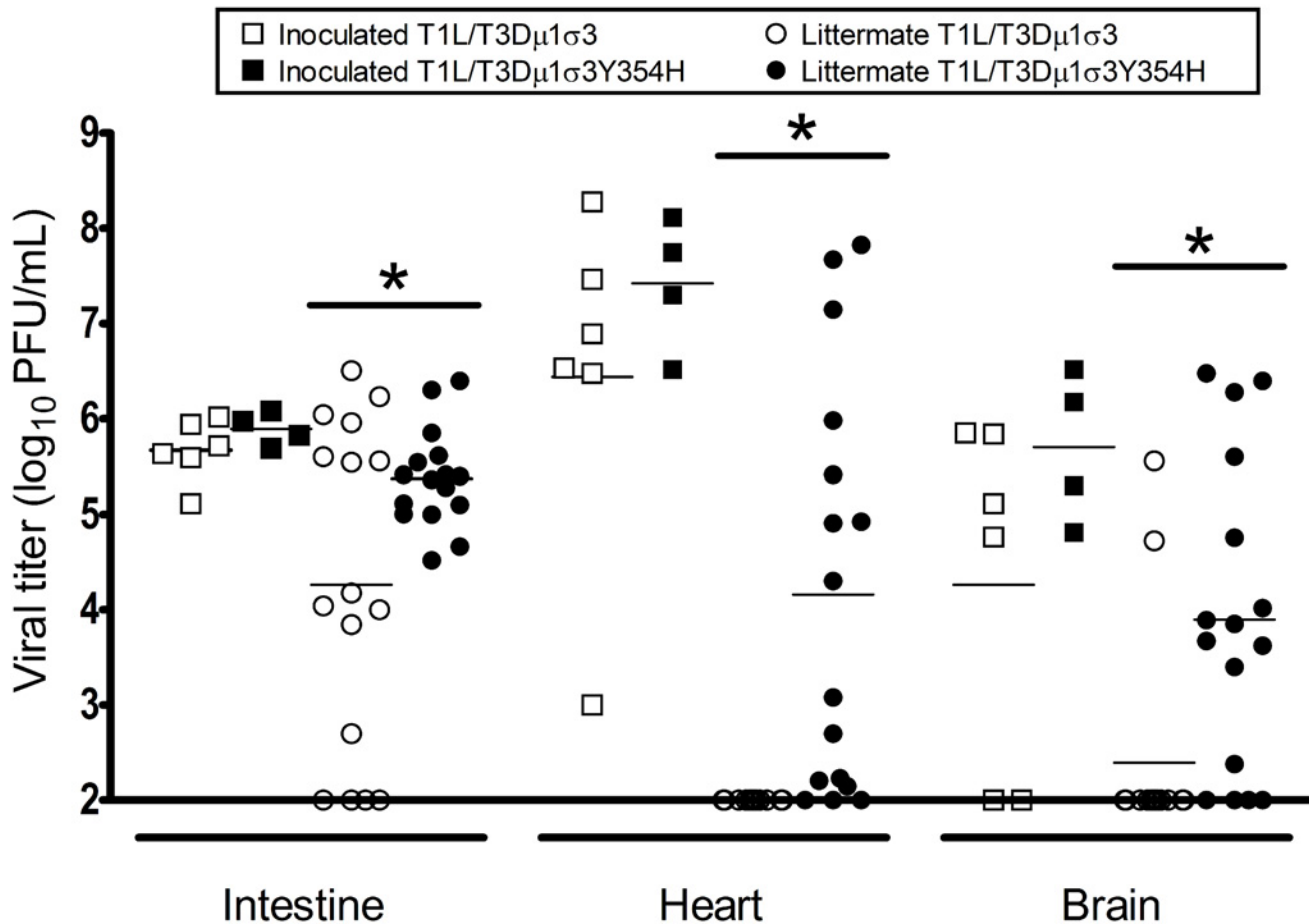 Inoculated T1L/T3Dμ1σ3
Littermate T1L/T3Dμ1σ3
Inoculated T1L/T3Dμ1σ3Y354H
Littermate T1L/T3Dμ1σ3Y354H
Viral titer (log10 PFU/mL)
9
8
7
6
5
4
3
2
*
*
*
Intestine
Heart
Brain